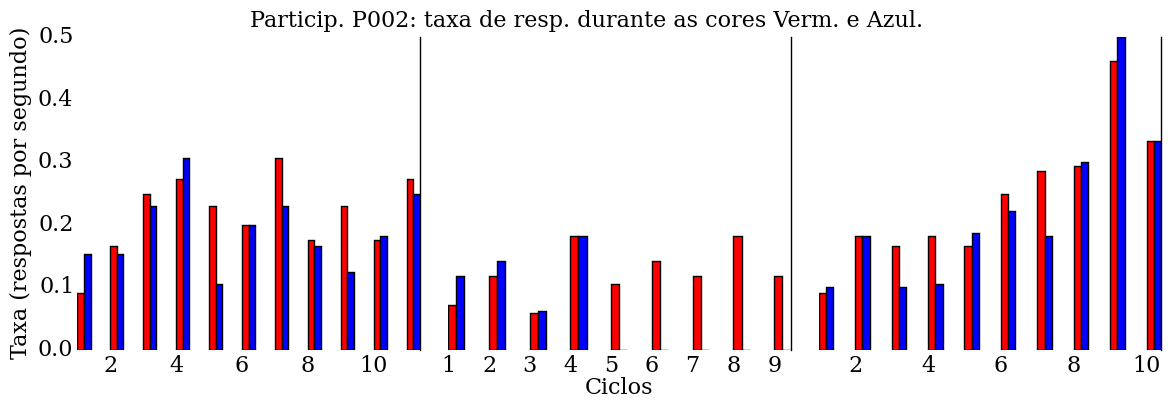 Particip. P002: taxa de resp. durante as cores Verm. e Azul.
Taxa (respostas por segundo)
0.5
0.4
0.3
0.2
0.1
0.0
2 4 6 8 10 1 2 3 4 5 6 7 8 9 2 4 6 8 10
Ciclos